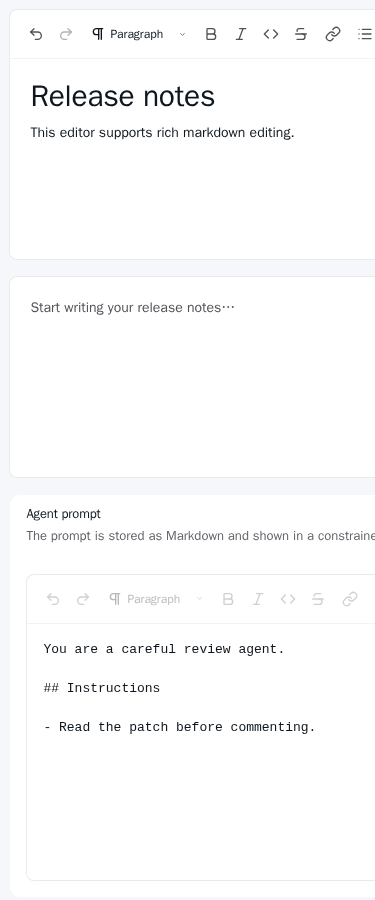 Paragraph
Release notes
This editor supports rich markdown editing.
Start writing your release notes···
Agent prompt
The prompt is stored as Markdown and shown in a constraine
Paragraph
You are a careful review agent.
## Instructions
- Read the patch before commenting.